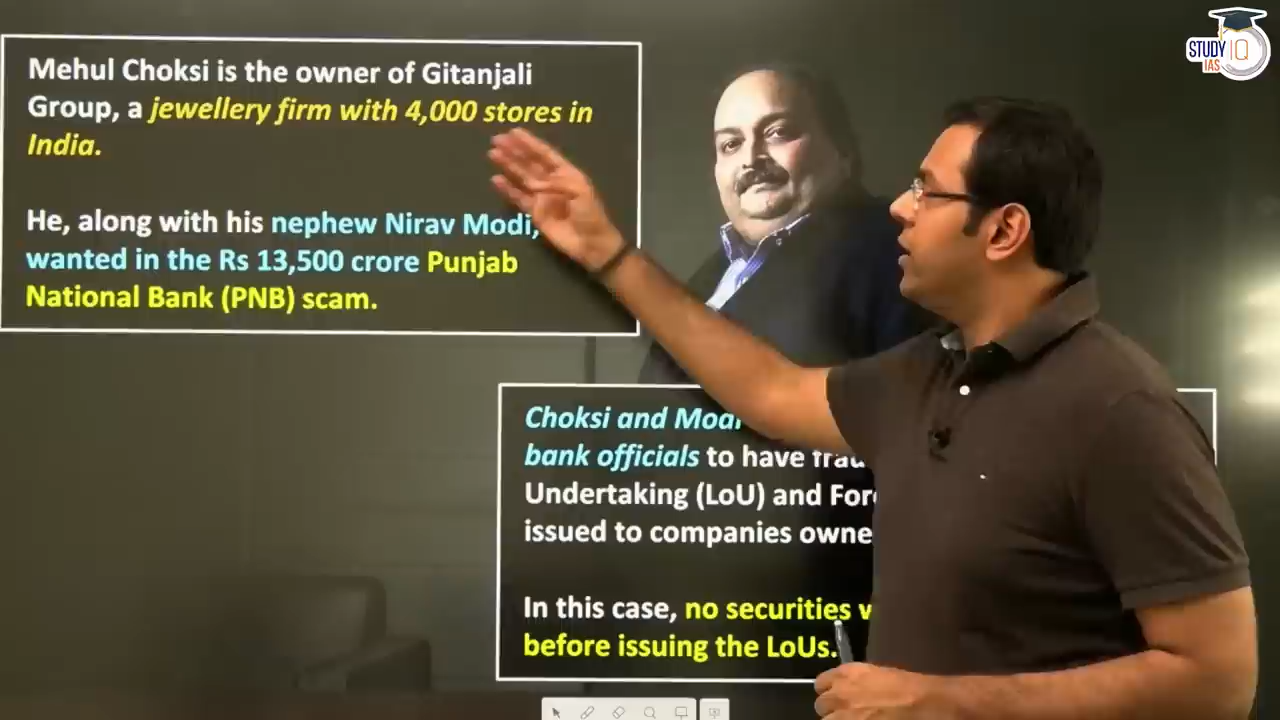 STUDY IQ
IAS
Mehul Choksi is the owner of Gitanjali
Group, a jewellery firm with 4,000 stores in
India.
He, along with his nephew Nirav Modi,
wanted in the Rs 13,500 crore Punjab
National Bank (PNB) scam.
Choksi and
bank officials to have
Undertaking (LoU) and
issued to companies
In this case, no securities
before issuing the LoUs.